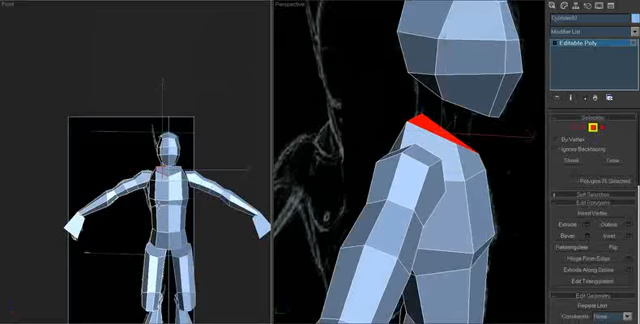 Front
Perspective
Modifier List
Editable Poly
Selection
By Vertex
Ignore Backfacing
Shrink Grow
Soft Selection
Edit Polygons
Insert Vertex
Extrude Outline
Bevel Inset
Retriangulate Flip
Hinge From Edge
Extrude Along Spline
Edit Triangulation
Edit Geometry
Repeat Last
Constraints: None